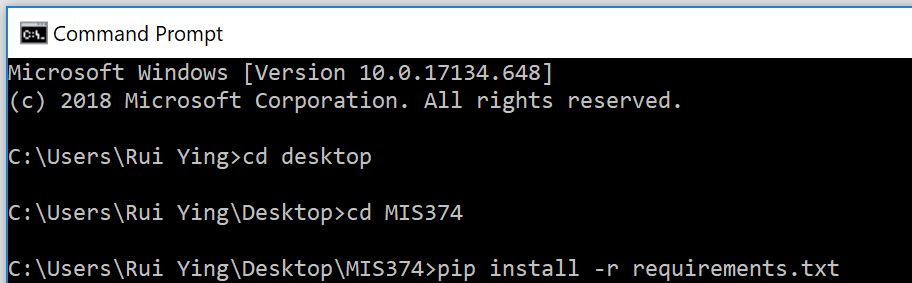 Command Prompt
Microsoft Windows [Version 10.0.17134.648]
(c) 2018 Microsoft Corporation. All rights reserved.
C:\Users\Rui Ying>cd desktop
C:\Users\Rui Ying\Desktop>cd MIS374
C:\Users\Rui Ying\Desktop\MIS374>pip install -r requirements.txt